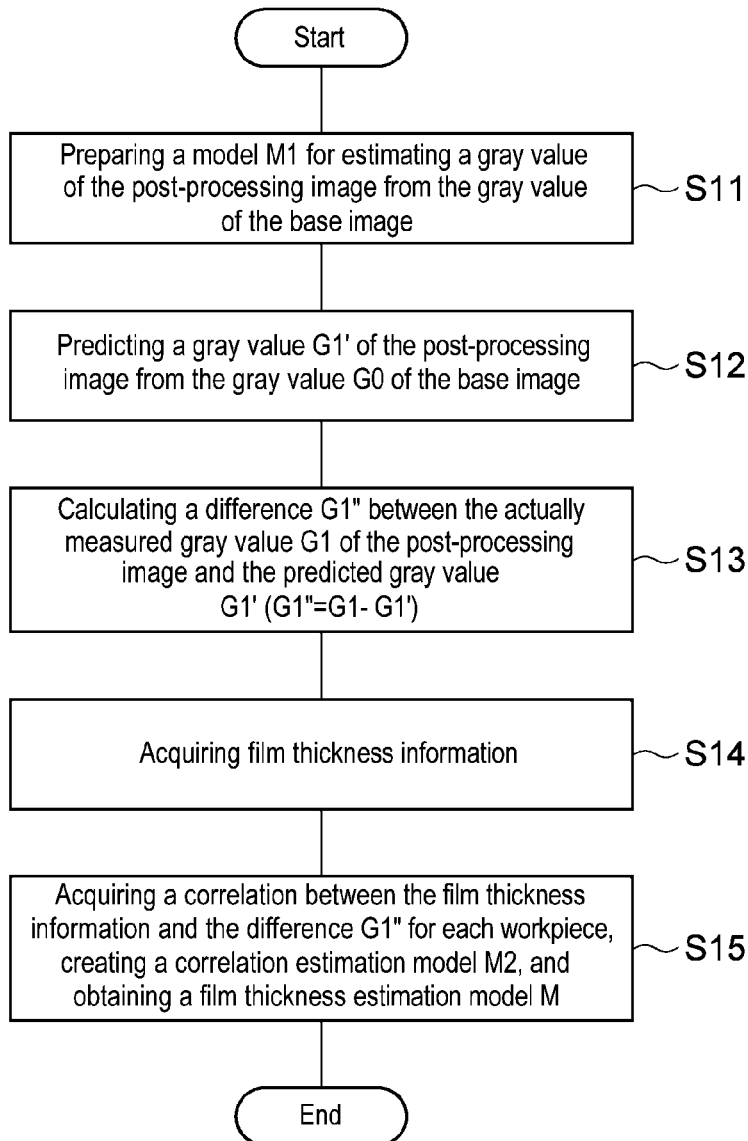 Start
Preparing a model M1 for estimating a gray value
of the post-processing image from the gray value
of the base image
S11
Predicting a gray value G1' of the post-processing
image from the gray value G0 of the base image
S12
Calculating a difference G1" between the actually
measured gray value G1 of the post-processing
image and the predicted gray value
G1' (G1"=G1- G1')
S13
Acquiring film thickness information
S14
Acquiring a correlation between the film thickness
information and the difference G1" for each workpiece,
creating a correlation estimation model M2, and
obtaining a film thickness estimation model M
S15
End